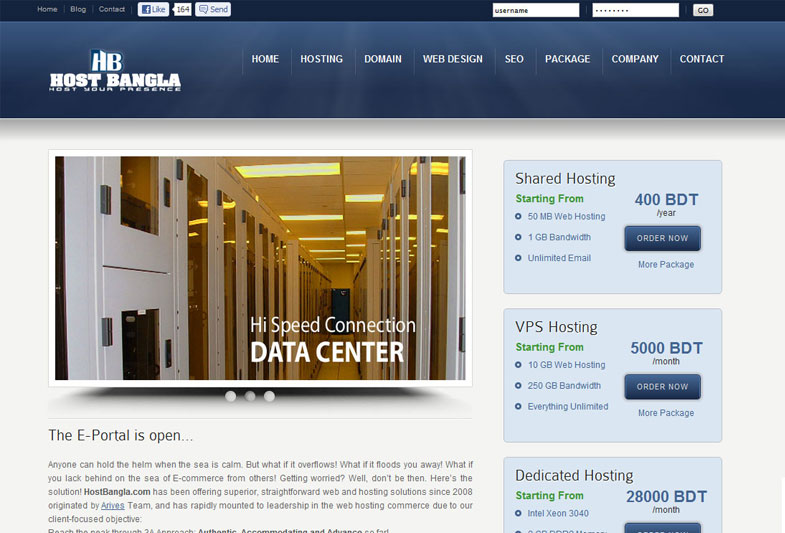 Home | Blog | Contact
Like 164 Send
username
GO
HB
HOST BANGLA
HOST YOUR PRESENCE
HOME
HOSTING
DOMAIN
WEB DESIGN
SEO
PACKAGE
COMPANY
CONTACT
Hi Speed Connection
DATA CENTER
The E-Portal is open...
Anyone can hold the helm when the sea is calm. But what if it overflows! What if it floods you away! What if
you lack behind on the sea of E-commerce from others! Getting worried? Well, don't be then. Here's the
solution! HostBangla.com has been offering superior, straightforward web and hosting solutions since 2008
originated by Arives Team, and has rapidly mounted to leadership in the web hosting commerce due to our
client-focused objective:
Reach the peak through 3A Approach: Authentic, Accommodating and Advance so far!
Shared Hosting
Starting From
50 MB Web Hosting
1 GB Bandwidth
Unlimited Email
400 BDT
/year
ORDER NOW
More Package
VPS Hosting
Starting From
10 GB Web Hosting
250 GB Bandwidth
Everything Unlimited
5000 BDT
/month
ORDER NOW
More Package
Dedicated Hosting
Starting From
Intel Xeon 3040
28000 BDT
/month
ORDER NOW